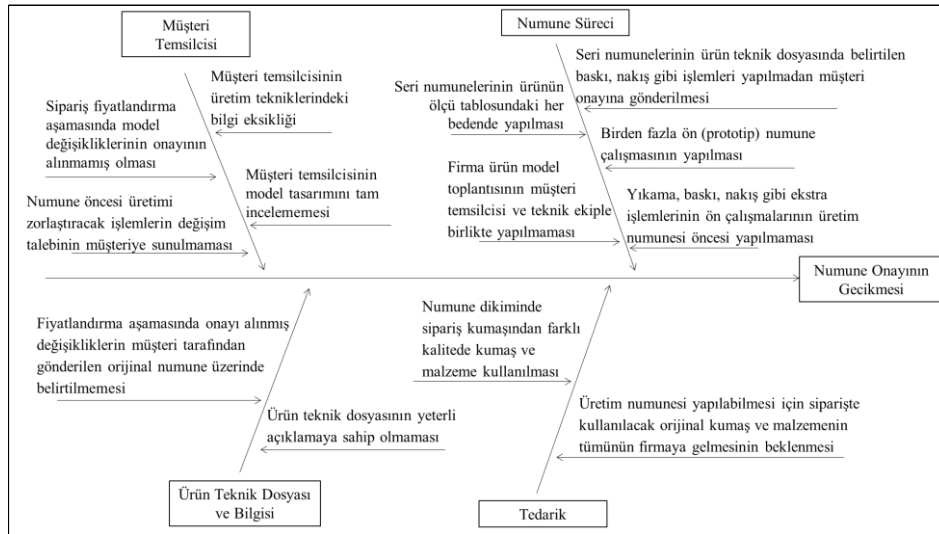 Müşteri
Temsilcisi
Müşteri temsilcisinin
üretim tekniklerindeki
bilgi eksikliği
Sipariş fiyatlandırma
aşamasında model
değişikliklerinin onayının
alınmamış olması
Müşteri temsilcisinin
model tasarımını tam
incelememesi
Numune öncesi üretimi
zorlaştıracak işlemlerin değişim
talebinin müşteriye sunulmaması
Numune Süreci
Seri numunelerinin ürün teknik dosyasında belirtilen
baskı, nakış gibi işlemleri yapılmadan müşteri
onayına gönderilmesi
Seri numunelerinin ürünün
ölçü tablosundaki her
bedende yapılması
Birden fazla ön (prototip) numune
çalışmasının yapılması
Firma ürün model
toplantısının müşteri
temsilcisi ve teknik ekiple
birlikte yapılmaması
Yıkama, baskı, nakış gibi ekstra
işlemlerinin ön çalışmalarının üretim
numunesi öncesi yapılmaması
Numune Onayının
Gecikmesi
Fiyatlandırma aşamasında onayı alınmış
değişikliklerin müşteri tarafından
gönderilen orijinal numune üzerinde
belirtilmemesi
Ürün teknik dosyasının yeterli
açıklamaya sahip olmaması
Ürün Teknik Dosyası
ve Bilgisi
Numune dikiminde
sipariş kumaşından farklı
kalitede kumaş ve
malzeme kullanılması
Üretim numunesi yapılabilmesi için siparişte
kullanılacak orijinal kumaş ve malzemenin
tümünün firmaya gelmesinin beklenmesi
Tedarik